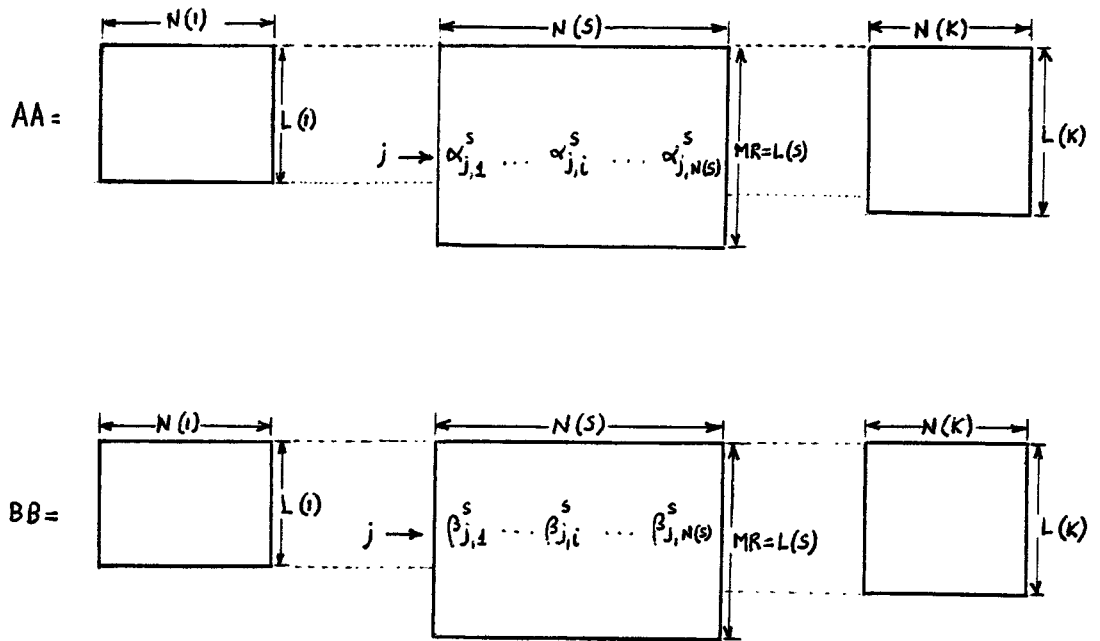 N(1) N(S) N(K)
AA= L(1) j → α^S_{j,1} ... α^S_{j,i} ... α^S_{j,N(S)} MR=L(S) L(K)
N(1) N(S) N(K)
BB= L(1) j → β^S_{j,1} ... β^S_{j,i} ... β^S_{j,N(S)} MR=L(S) L(K)